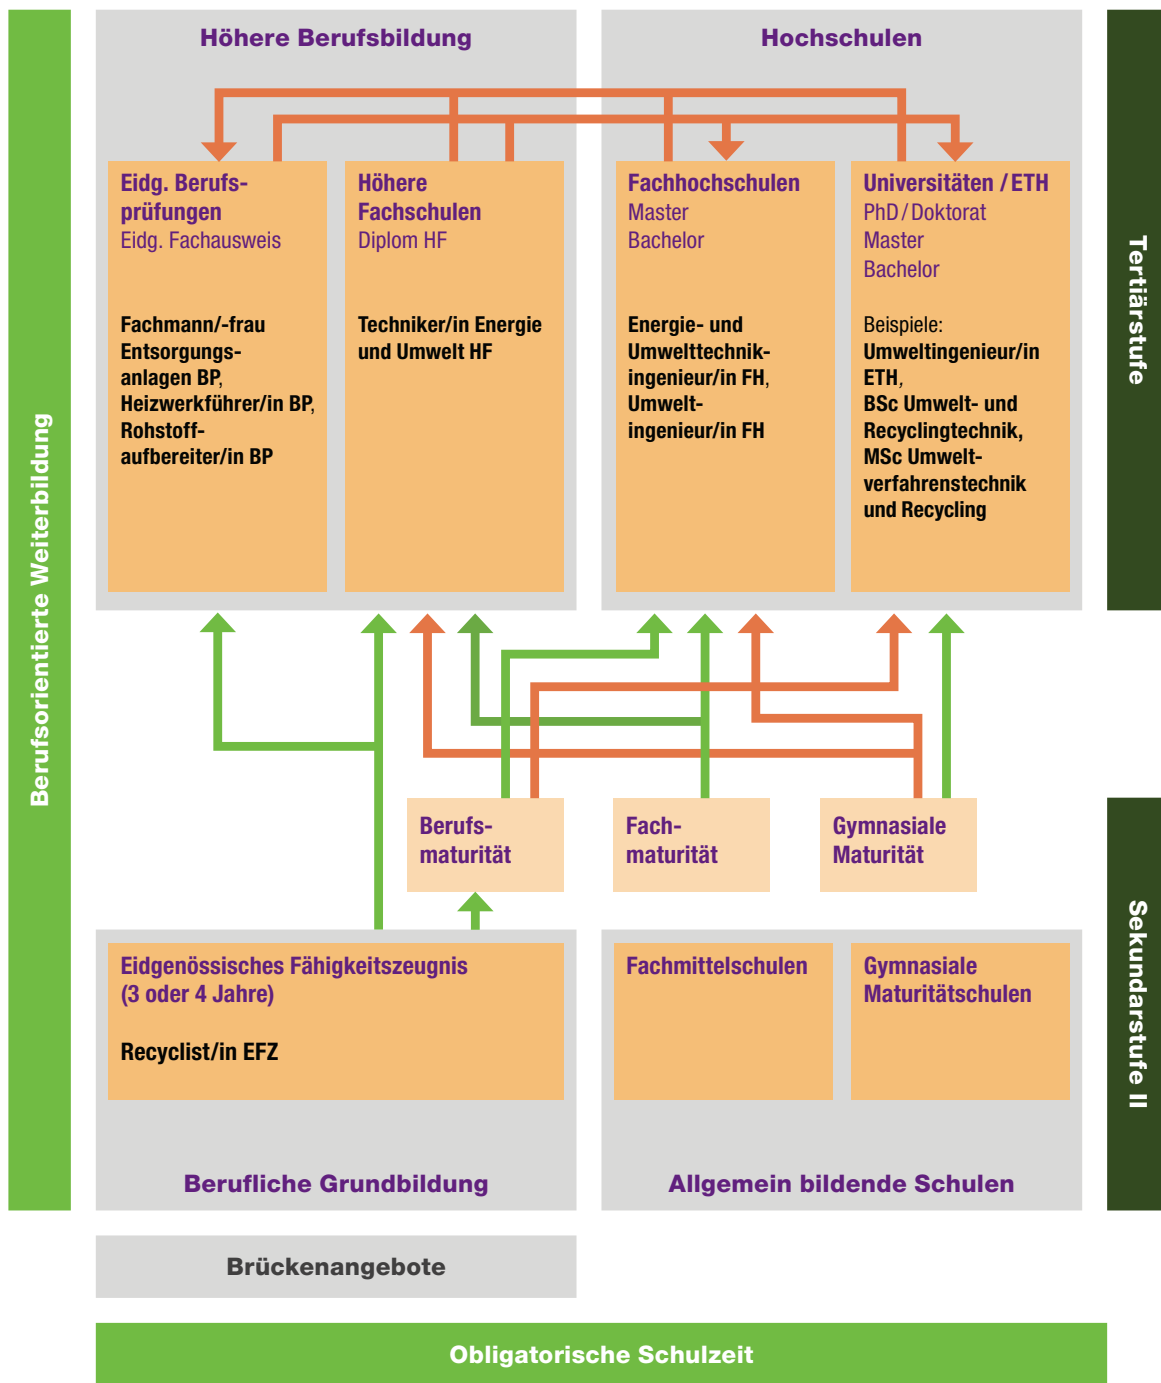 Berufsorientierte Weiterbildung
Höhere Berufsbildung
Eidg. Berufs-
prüfungen
Eidg. Fachausweis
Fachmann/-frau
Entsorgungs-
anlagen BP,
Heizwerkführer/in BP,
Rohstoff-
aufbereiter/in BP
Höhere
Fachschulen
Diplom HF
Techniker/in Energie
und Umwelt HF
Hochschulen
Fachhochschulen
Master
Bachelor
Energie- und
Umwelttechnik-
ingenieur/in FH,
Umwelt-
ingenieur/in FH
Universitäten / ETH
PhD / Doktorat
Master
Bachelor
Beispiele:
Umweltingenieur/in
ETH,
BSc Umwelt- und
Recyclingtechnik,
MSc Umwelt-
verfahrenstechnik
und Recycling
Tertiärstufe
Berufs-
maturität
Fach-
maturität
Gymnasiale
Maturität
Eidgenössisches Fähigkeitszeugnis
(3 oder 4 Jahre)
Recyclist/in EFZ
Berufliche Grundbildung
Fachmittelschulen
Gymnasiale
Maturitätschulen
Allgemein bildende Schulen
Sekundarstufe II
Brückenangebote
Obligatorische Schulzeit